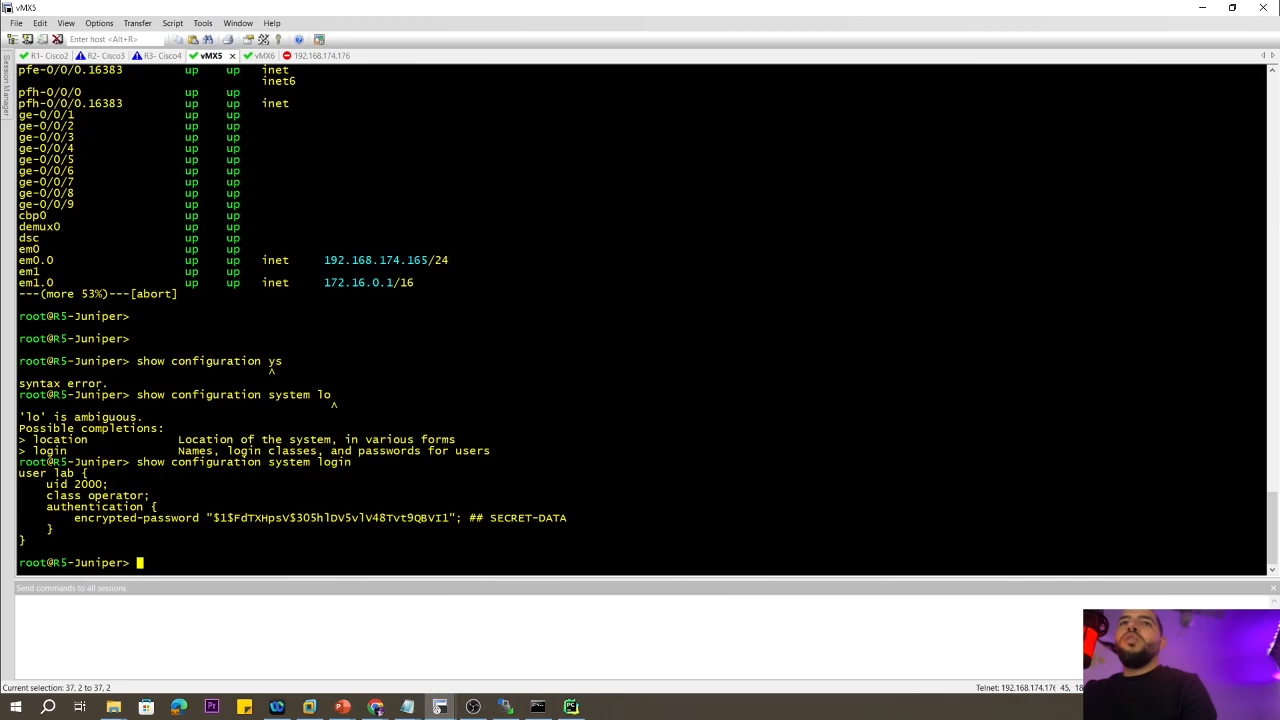 vMX5
File Edit View Options Transfer Script Tools Window Help
Enter host <Alt+R>
R1- Cisco2 R2- Cisco3 R3- Cisco4 vMX5 vMX6 192.168.174.176
Session Manager
pfe-0/0/0.16383 up up inet
inet6
pfh-0/0/0 up up
pfh-0/0/0.16383 up up inet
ge-0/0/1 up up
ge-0/0/2 up up
ge-0/0/3 up up
ge-0/0/4 up up
ge-0/0/5 up up
ge-0/0/6 up up
ge-0/0/7 up up
ge-0/0/8 up up
ge-0/0/9 up up
cbp0 up up
demux0 up up
dsc up up
em0 up up
em0.0 up up inet 192.168.174.165/24
em1 up up
em1.0 up up inet 172.16.0.1/16
---(more 53%)---[abort]
root@R5-Juniper>
root@R5-Juniper>
root@R5-Juniper> show configuration ys
^
syntax error.
root@R5-Juniper> show configuration system lo
^
'lo' is ambiguous.
Possible completions:
> location Location of the system, in various forms
> login Names, login classes, and passwords for users
root@R5-Juniper> show configuration system login
user lab {
uid 2000;
class operator;
authentication {
encrypted-password "$1$FdTXHpsV$3O5hlDV5vlV48Tvt9QBVI1"; ## SECRET-DATA
}
}
root@R5-Juniper>
Send commands to all sessions
Current selection: 37, 2 to 37, 2
Telnet: 192.168.174.176 45, 18